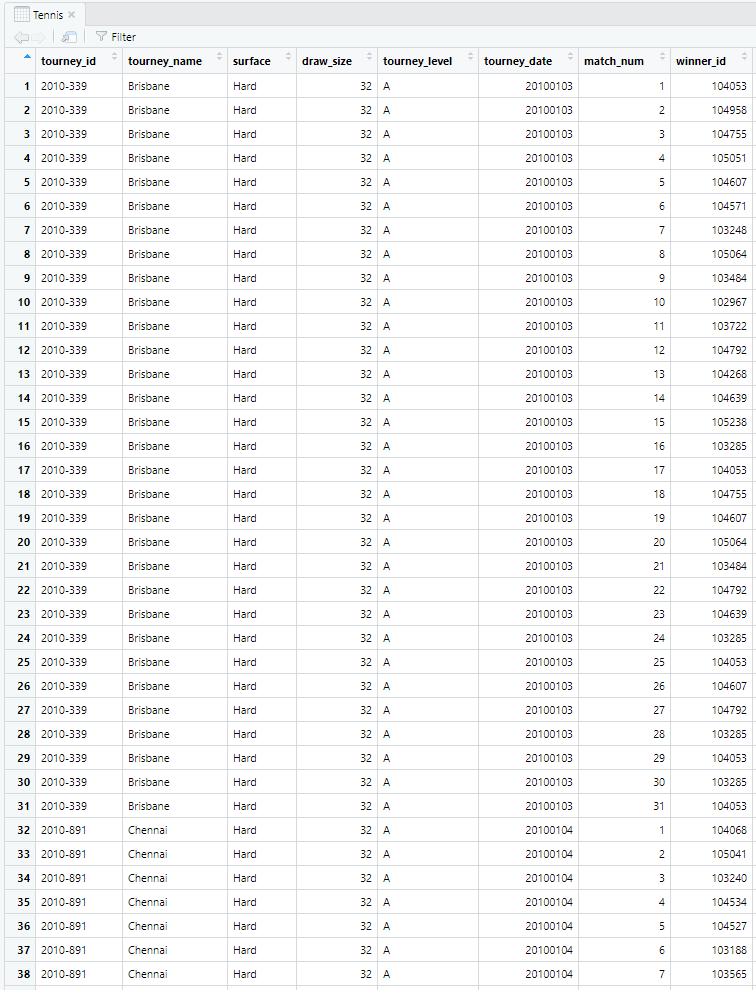 Tennis
Filter
tourney_id tourney_name surface draw_size tourney_level tourney_date match_num winner_id
1 2010-339 Brisbane Hard 32 A 20100103 1 104053
2 2010-339 Brisbane Hard 32 A 20100103 2 104958
3 2010-339 Brisbane Hard 32 A 20100103 3 104755
4 2010-339 Brisbane Hard 32 A 20100103 4 105051
5 2010-339 Brisbane Hard 32 A 20100103 5 104607
6 2010-339 Brisbane Hard 32 A 20100103 6 104571
7 2010-339 Brisbane Hard 32 A 20100103 7 103248
8 2010-339 Brisbane Hard 32 A 20100103 8 105064
9 2010-339 Brisbane Hard 32 A 20100103 9 103484
10 2010-339 Brisbane Hard 32 A 20100103 10 102967
11 2010-339 Brisbane Hard 32 A 20100103 11 103722
12 2010-339 Brisbane Hard 32 A 20100103 12 104792
13 2010-339 Brisbane Hard 32 A 20100103 13 104268
14 2010-339 Brisbane Hard 32 A 20100103 14 104639
15 2010-339 Brisbane Hard 32 A 20100103 15 105238
16 2010-339 Brisbane Hard 32 A 20100103 16 103285
17 2010-339 Brisbane Hard 32 A 20100103 17 104053
18 2010-339 Brisbane Hard 32 A 20100103 18 104755
19 2010-339 Brisbane Hard 32 A 20100103 19 104607
20 2010-339 Brisbane Hard 32 A 20100103 20 105064
21 2010-339 Brisbane Hard 32 A 20100103 21 103484
22 2010-339 Brisbane Hard 32 A 20100103 22 104792
23 2010-339 Brisbane Hard 32 A 20100103 23 104639
24 2010-339 Brisbane Hard 32 A 20100103 24 103285
25 2010-339 Brisbane Hard 32 A 20100103 25 104053
26 2010-339 Brisbane Hard 32 A 20100103 26 104607
27 2010-339 Brisbane Hard 32 A 20100103 27 104792
28 2010-339 Brisbane Hard 32 A 20100103 28 103285
29 2010-339 Brisbane Hard 32 A 20100103 29 104053
30 2010-339 Brisbane Hard 32 A 20100103 30 103285
31 2010-339 Brisbane Hard 32 A 20100103 31 104053
32 2010-891 Chennai Hard 32 A 20100104 1 104068
33 2010-891 Chennai Hard 32 A 20100104 2 105041
34 2010-891 Chennai Hard 32 A 20100104 3 103240
35 2010-891 Chennai Hard 32 A 20100104 4 104534
36 2010-891 Chennai Hard 32 A 20100104 5 104527
37 2010-891 Chennai Hard 32 A 20100104 6 103188
38 2010-891 Chennai Hard 32 A 20100104 7 103565